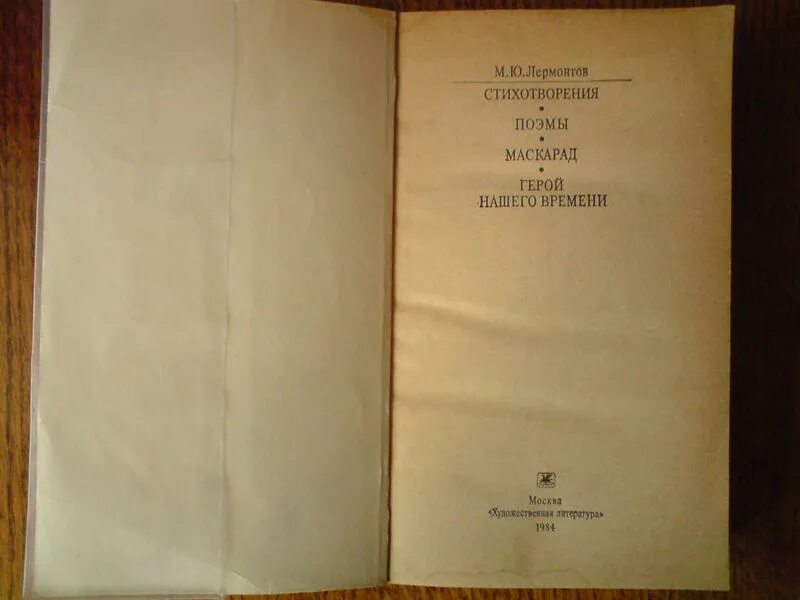 М.Ю.Лермонтов
СТИХОТВОРЕНИЯ
•
ПОЭМЫ
•
МАСКАРАД
•
ГЕРОЙ
НАШЕГО ВРЕМЕНИ
Москва
«Художественная литература»
1984